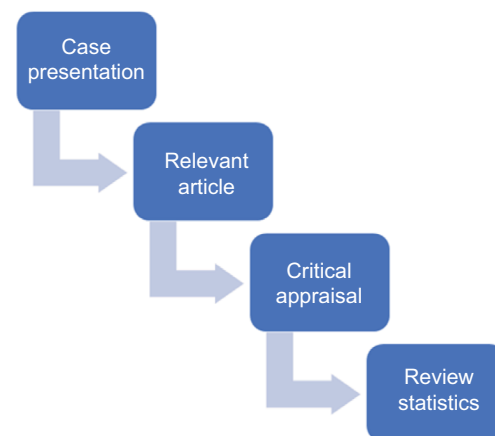 Case
presentation
Relevant
article
Critical
appraisal
Review
statistics